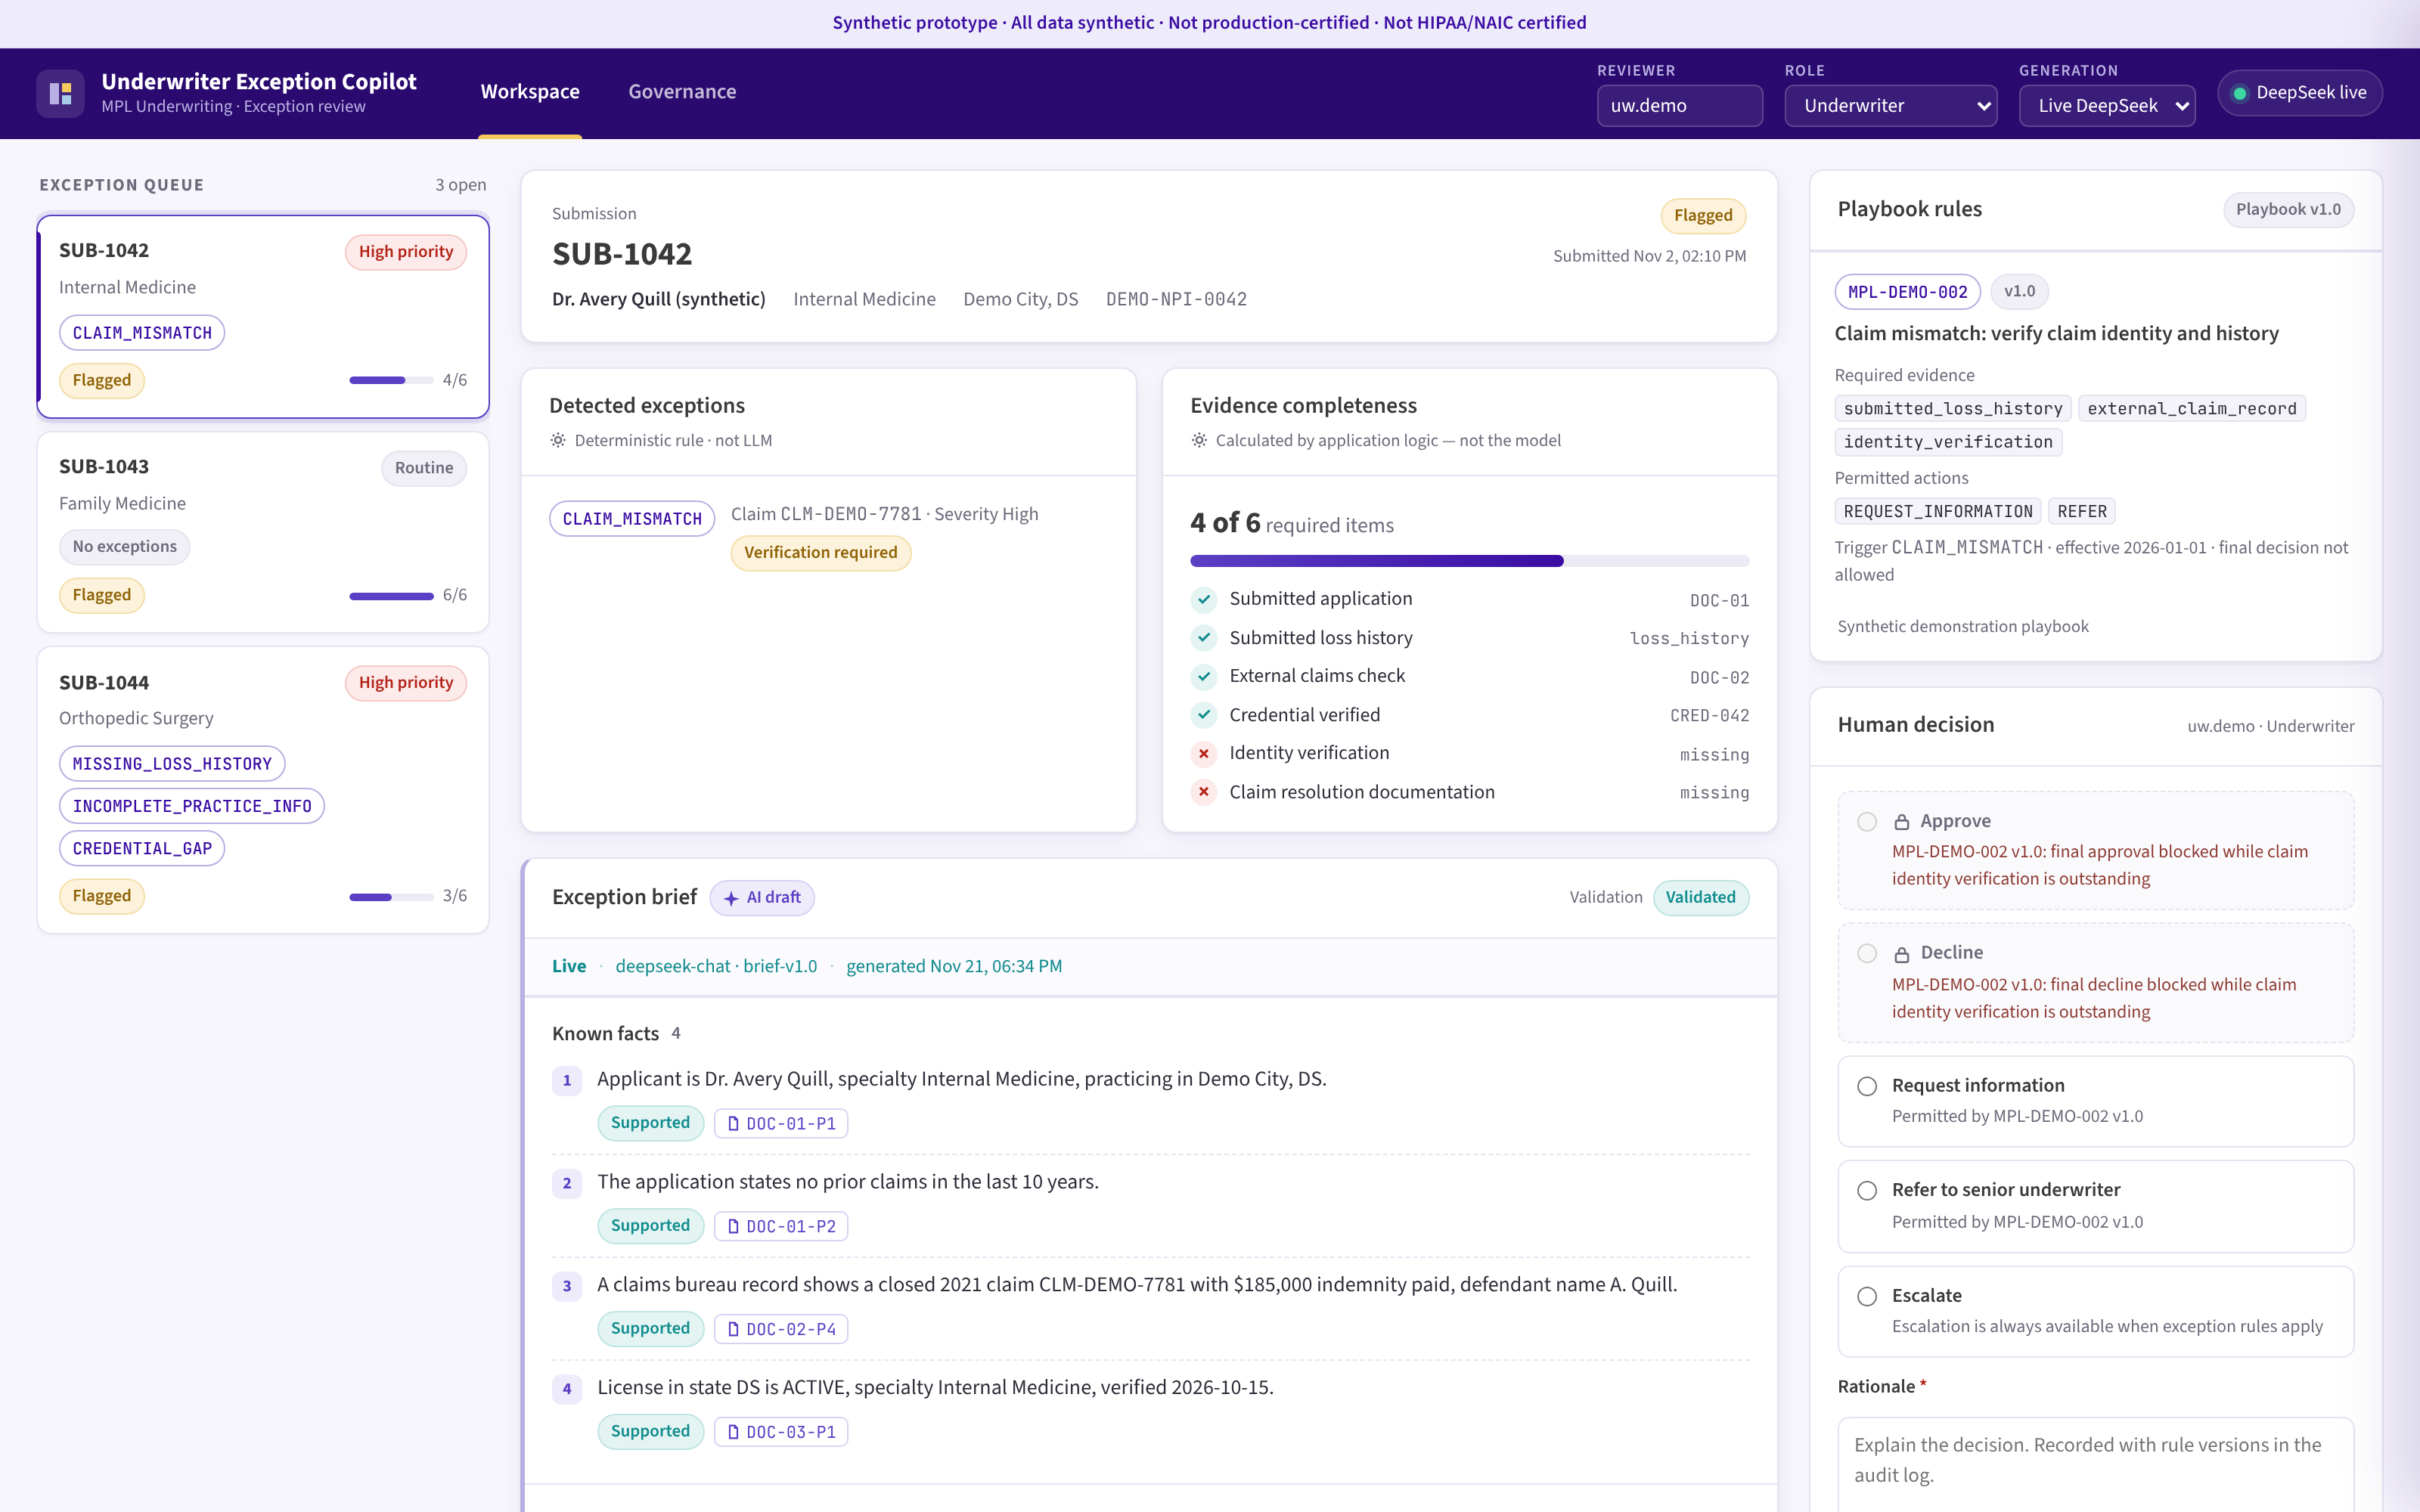 Synthetic prototype · All data synthetic · Not production-certified · Not HIPAA/NAIC certified
Underwriter Exception Copilot
MPL Underwriting · Exception review
Workspace
Governance
REVIEWER
uw.demo
ROLE
Underwriter
GENERATION
Live DeepSeek
DeepSeek live
EXCEPTION QUEUE
3 open
SUB-1042
High priority
Internal Medicine
CLAIM_MISMATCH
Flagged
4/6
SUB-1043
Routine
Family Medicine
No exceptions
Flagged
6/6
SUB-1044
High priority
Orthopedic Surgery
MISSING_LOSS_HISTORY
INCOMPLETE_PRACTICE_INFO
CREDENTIAL_GAP
Flagged
3/6
Submission
SUB-1042
Flagged
Submitted Nov 2, 02:10 PM
Dr. Avery Quill (synthetic) Internal Medicine Demo City, DS DEMO-NPI-0042
Detected exceptions
Deterministic rule · not LLM
CLAIM_MISMATCH
Claim CLM-DEMO-7781 · Severity High
Verification required
Evidence completeness
Calculated by application logic — not the model
4 of 6 required items
Submitted application DOC-01
Submitted loss history loss_history
External claims check DOC-02
Credential verified CRED-042
Identity verification missing
Claim resolution documentation missing
Exception brief
AI draft
Validation Validated
Live · deepseek-chat · brief-v1.0 · generated Nov 21, 06:34 PM
Known facts 4
1 Applicant is Dr. Avery Quill, specialty Internal Medicine, practicing in Demo City, DS.
Supported DOC-01-P1
2 The application states no prior claims in the last 10 years.
Supported DOC-01-P2
3 A claims bureau record shows a closed 2021 claim CLM-DEMO-7781 with $185,000 indemnity paid, defendant name A. Quill.
Supported DOC-02-P4
4 License in state DS is ACTIVE, specialty Internal Medicine, verified 2026-10-15.
Supported DOC-03-P1
Playbook rules
Playbook v1.0
MPL-DEMO-002 v1.0
Claim mismatch: verify claim identity and history
Required evidence
submitted_loss_history external_claim_record
identity_verification
Permitted actions
REQUEST_INFORMATION REFER
Trigger CLAIM_MISMATCH · effective 2026-01-01 · final decision not
allowed
Synthetic demonstration playbook
Human decision
uw.demo · Underwriter
Approve
MPL-DEMO-002 v1.0: final approval blocked while claim
identity verification is outstanding
Decline
MPL-DEMO-002 v1.0: final decline blocked while claim
identity verification is outstanding
Request information
Permitted by MPL-DEMO-002 v1.0
Refer to senior underwriter
Permitted by MPL-DEMO-002 v1.0
Escalate
Escalation is always available when exception rules apply
Rationale *
Explain the decision. Recorded with rule versions in the
audit log.